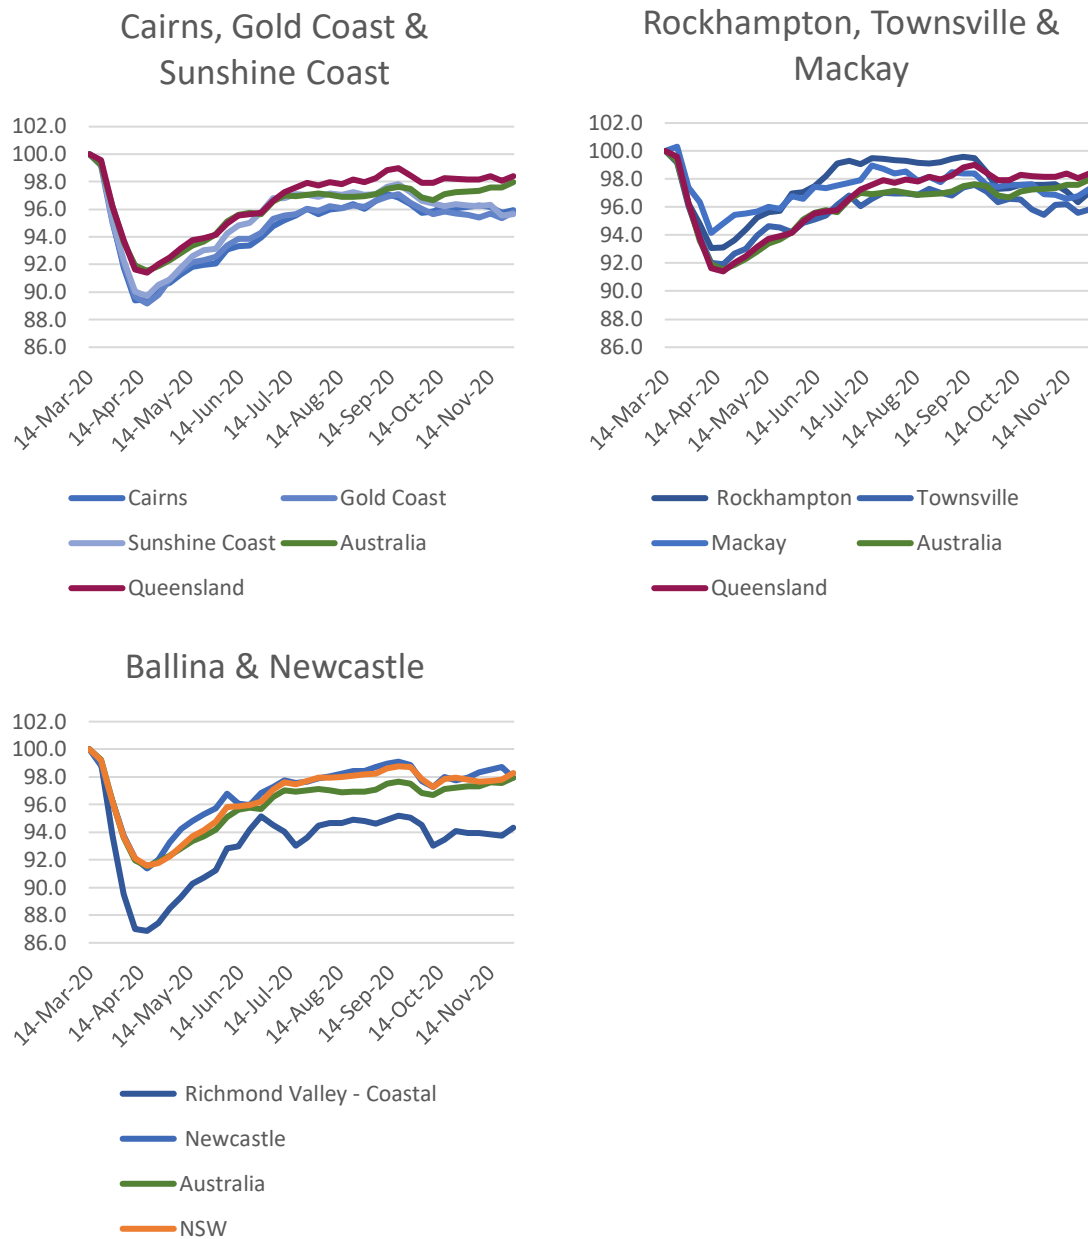 Cairns, Gold Coast &
Sunshine Coast
102.0
100.0
98.0
96.0
94.0
92.0
90.0
88.0
86.0
14-Mar-20
14-Apr-20
14-May-20
14-Jun-20
14-Jul-20
14-Aug-20
14-Sep-20
14-Oct-20
14-Nov-20
Cairns
Gold Coast
Sunshine Coast
Australia
Queensland
Rockhampton, Townsville &
Mackay
102.0
100.0
98.0
96.0
94.0
92.0
90.0
88.0
86.0
14-Mar-20
14-Apr-20
14-May-20
14-Jun-20
14-Jul-20
14-Aug-20
14-Sep-20
14-Oct-20
14-Nov-20
Rockhampton
Townsville
Mackay
Australia
Queensland
Ballina & Newcastle
102.0
100.0
98.0
96.0
94.0
92.0
90.0
88.0
86.0
14-Mar-20
14-Apr-20
14-May-20
14-Jun-20
14-Jul-20
14-Aug-20
14-Sep-20
14-Oct-20
14-Nov-20
Richmond Valley - Coastal
Newcastle
Australia
NSW